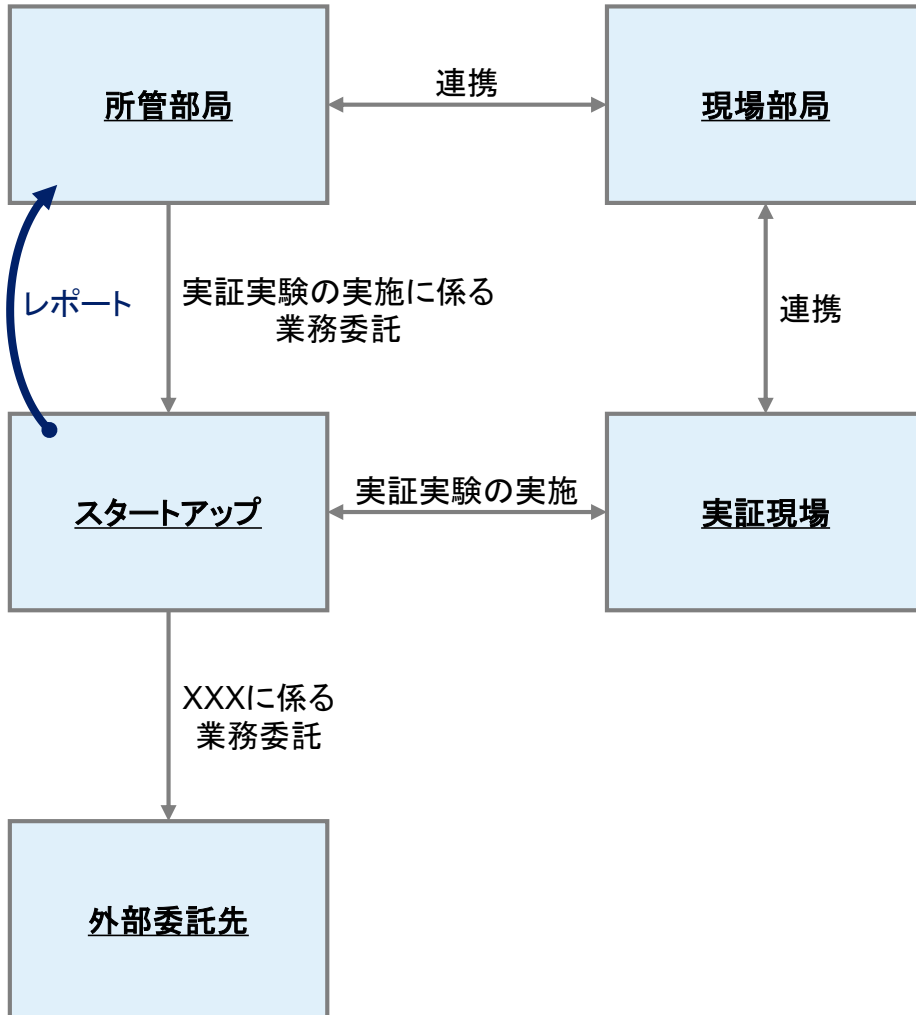 所管部局
連携
現場部局
レポート
実証実験の実施に係る
業務委託
連携
スタートアップ
実証実験の実施
実証現場
XXXに係る
業務委託
外部委託先